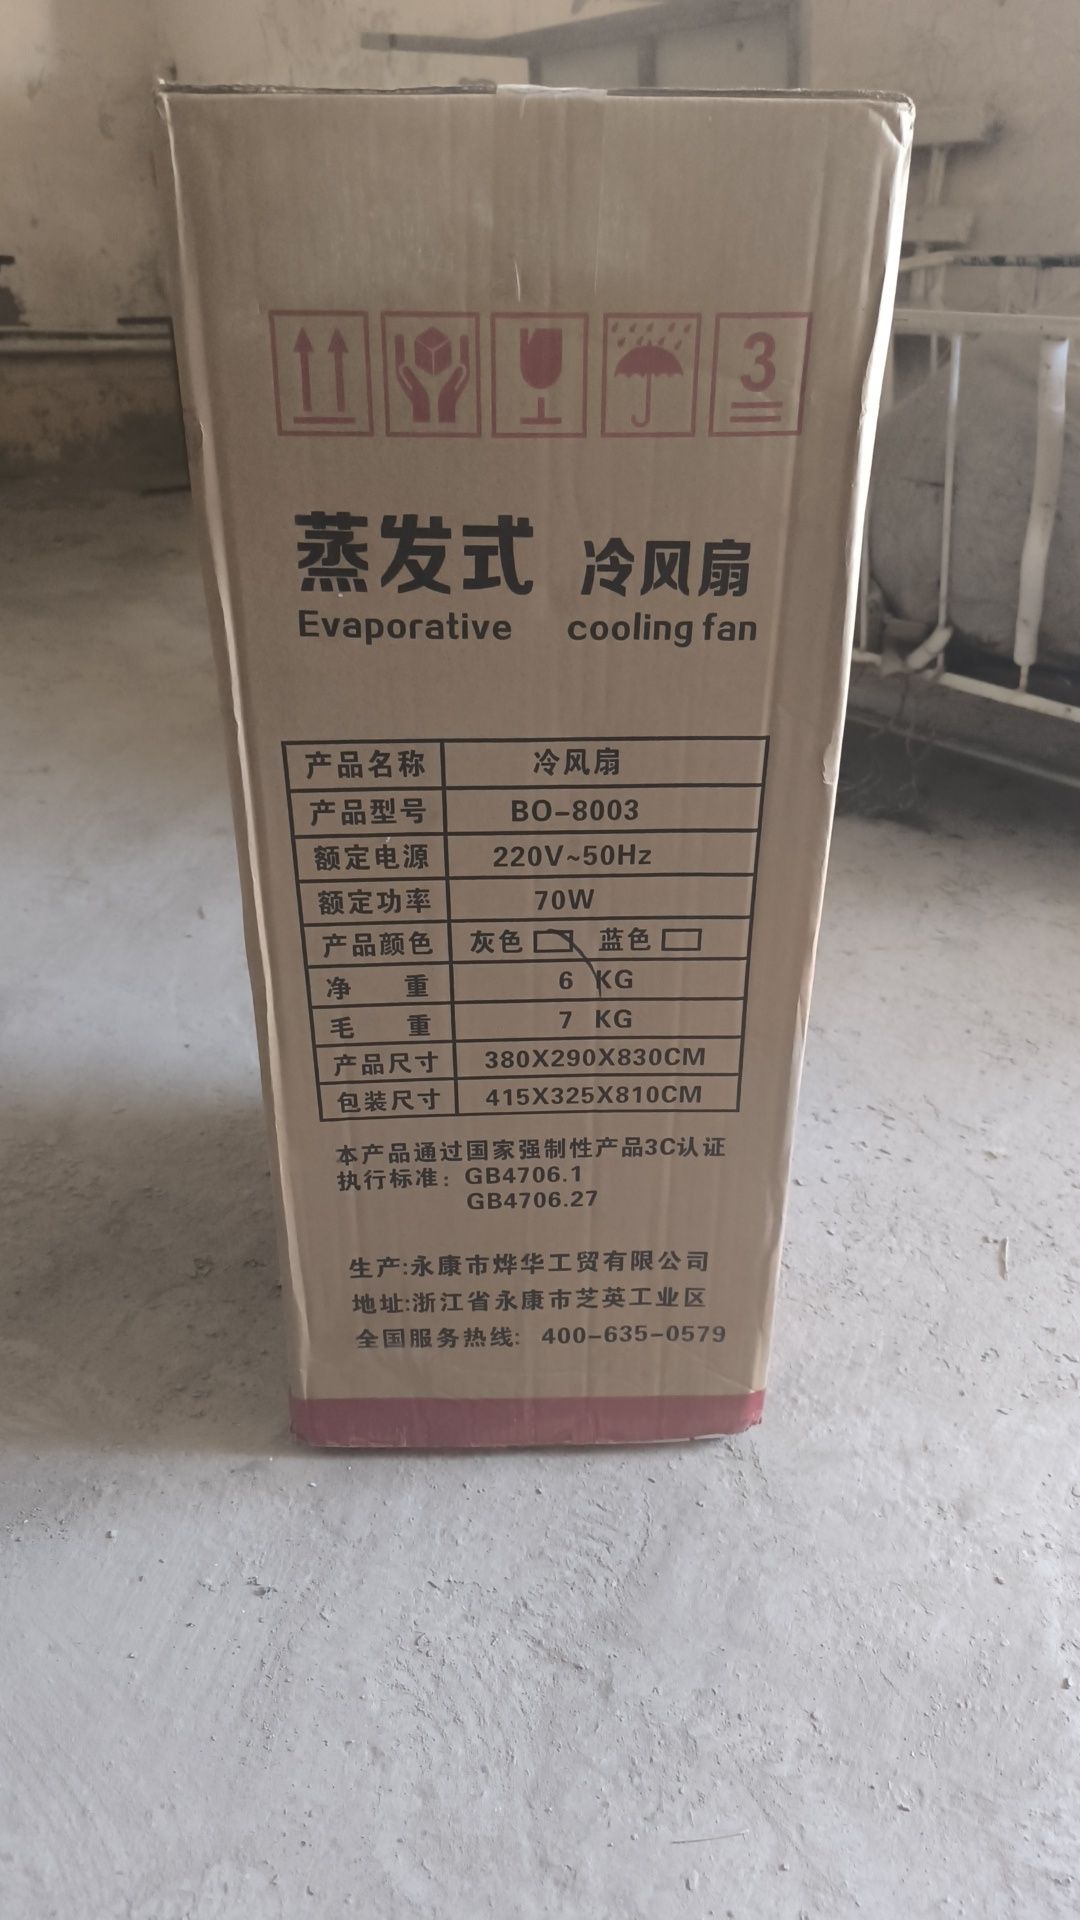 3
蒸发式 冷风扇
Evaporative cooling fan
产品名称 冷风扇
产品型号 BO-8003
额定电源 220V~50Hz
额定功率 70W
产品颜色 灰色 蓝色
净 重 6 KG
毛 重 7 KG
产品尺寸 380X290X830CM
包装尺寸 415X325X810CM
本产品通过国家强制性产品3C认证
执行标准: GB4706.1
GB4706.27
生产:永康市烨华工贸有限公司
地址:浙江省永康市芝英工业区
全国服务热线: 400-635-0579